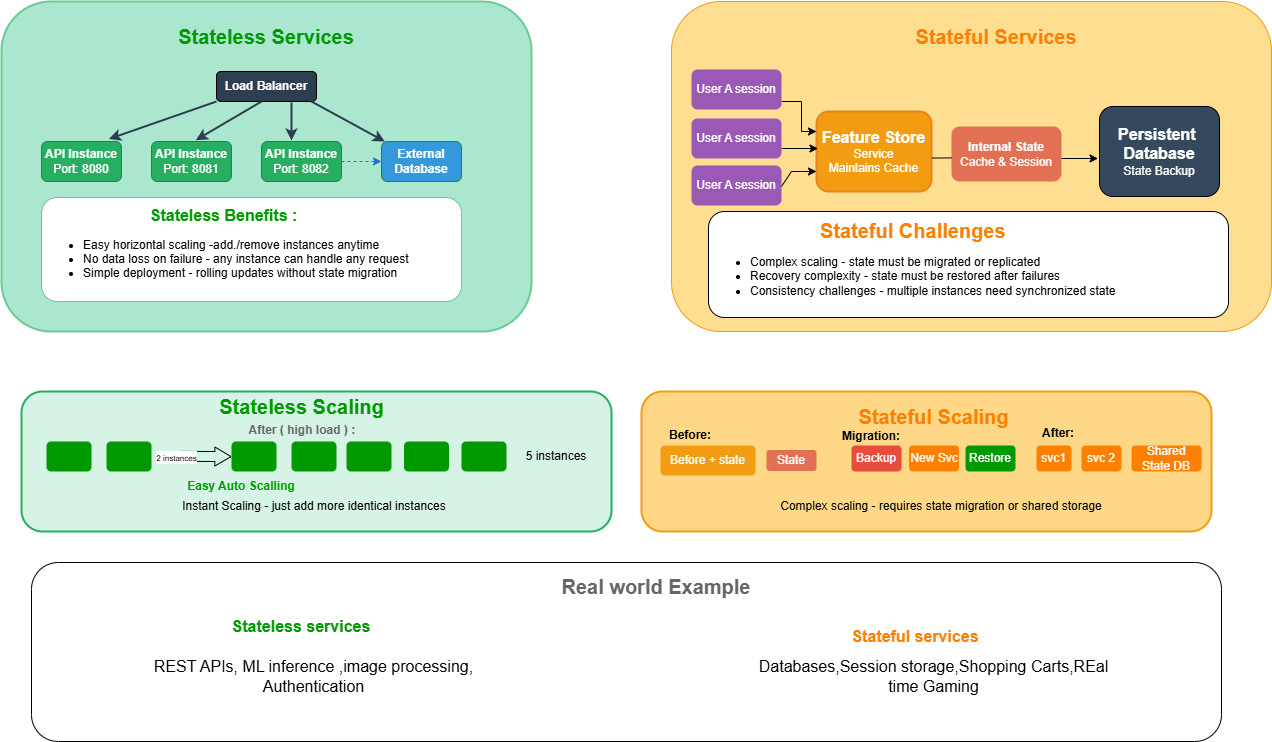 Stateless Services
Load Balancer
API Instance
Port: 8080
API Instance
Port: 8081
API Instance
Port: 8082
External
Database
Stateless Benefits :
Easy horizontal scaling -add./remove instances anytime
No data loss on failure - any instance can handle any request
Simple deployment - rolling updates without state migration
Stateful Services
User A session
User A session
User A session
Feature Store
Service
Maintains Cache
Internal State
Cache & Session
Persistent
Database
State Backup
Stateful Challenges
Complex scaling - state must be migrated or replicated
Recovery complexity - state must be restored after failures
Consistency challenges - multiple instances need synchronized state
Stateless Scaling
After ( high load ) :
2 instances
5 instances
Easy Auto Scalling
Instant Scaling - just add more identical instances
Stateful Scaling
Before:
Before + state
State
Migration:
Backup
New Svc
Restore
After:
svc1
svc 2
Shared
State DB
Complex scaling - requires state migration or shared storage
Real world Example
Stateless services
REST APIs, ML inference ,image processing,
Authentication
Stateful services
Databases,Session storage,Shopping Carts,REal
time Gaming